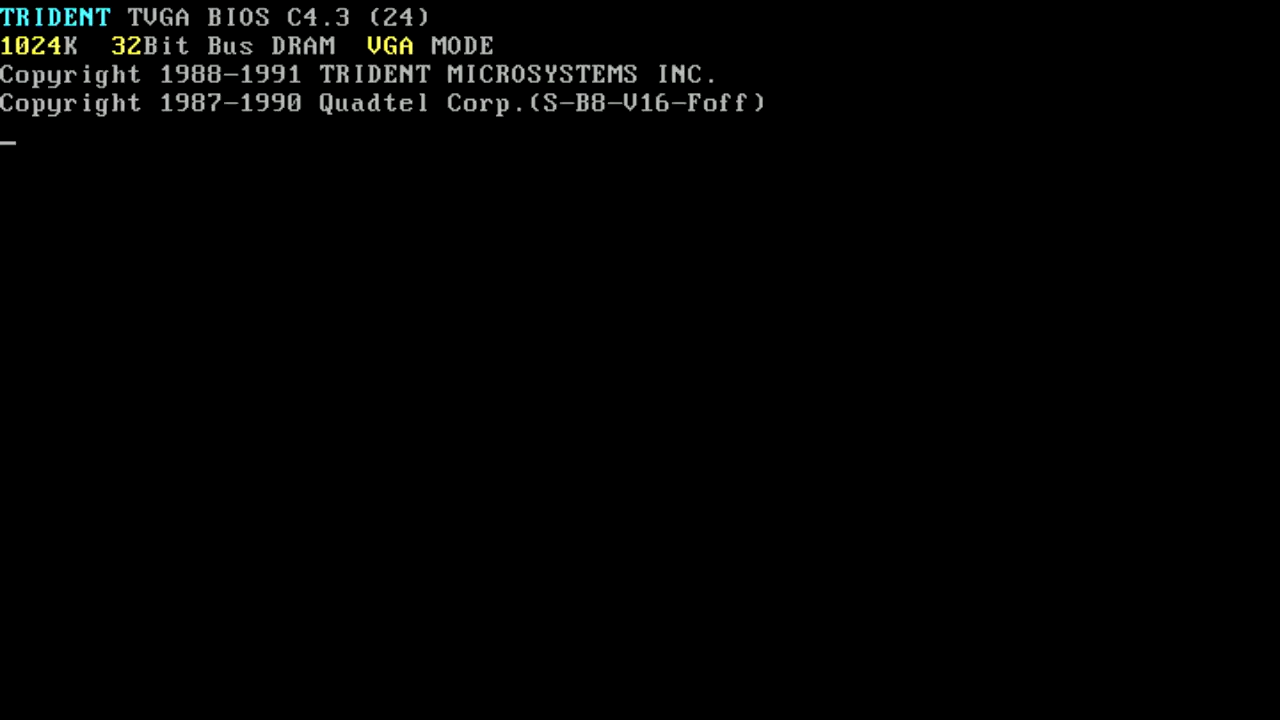 TRIDENT TVGA BIOS C4.3 (24)
1024K  32Bit Bus DRAM  VGA MODE
Copyright 1988-1991 TRIDENT MICROSYSTEMS INC.
Copyright 1987-1990 Quadtel Corp.(S-B8-V16-Foff)
_